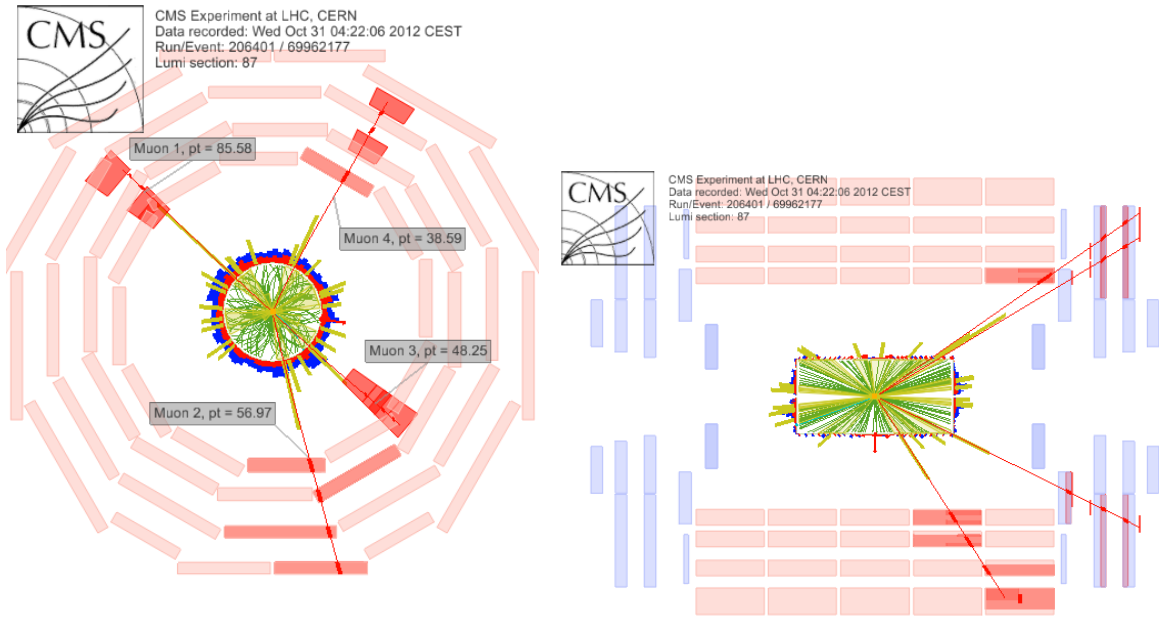 CMS
CMS Experiment at LHC, CERN
Data recorded: Wed Oct 31 04:22:06 2012 CEST
Run/Event: 206401 / 69962177
Lumi section: 87
Muon 1, pt = 85.58
Muon 4, pt = 38.59
Muon 3, pt = 48.25
Muon 2, pt = 56.97
CMS
CMS Experiment at LHC, CERN
Data recorded: Wed Oct 31 04:22:06 2012 CEST
Run/Event: 206401 / 69962177
Lumi section: 87